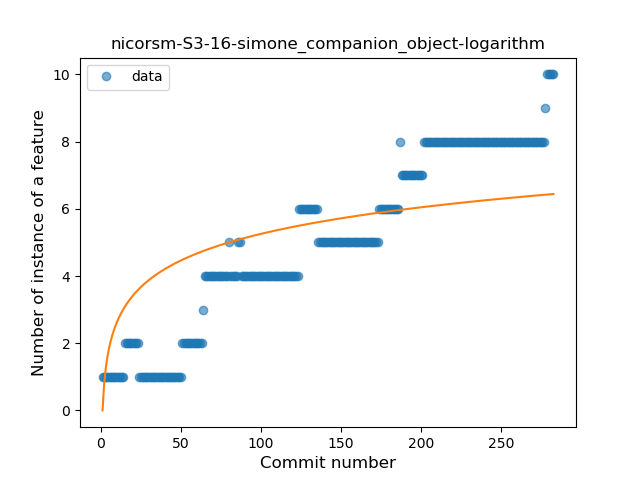 nicorsm-S3-16-simone_companion_object-logarithm
data
10
8
6
4
2
0
Number of instance of a feature
0 50 100 150 200 250
Commit number